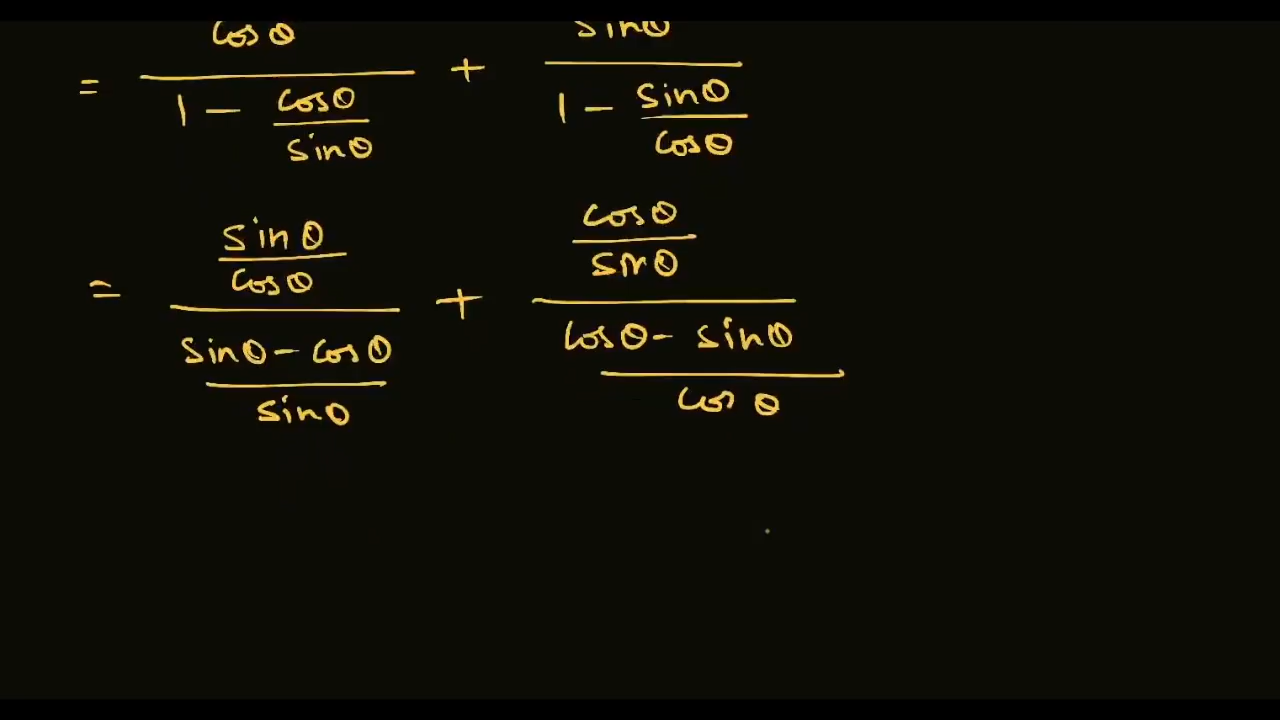 cosθ sinθ
= ─── + ───
1 - cosθ/sinθ 1 - sinθ/cosθ
sinθ/cosθ cosθ/sinθ
= ─── + ───
sinθ - cosθ cosθ - sinθ
sinθ cosθ